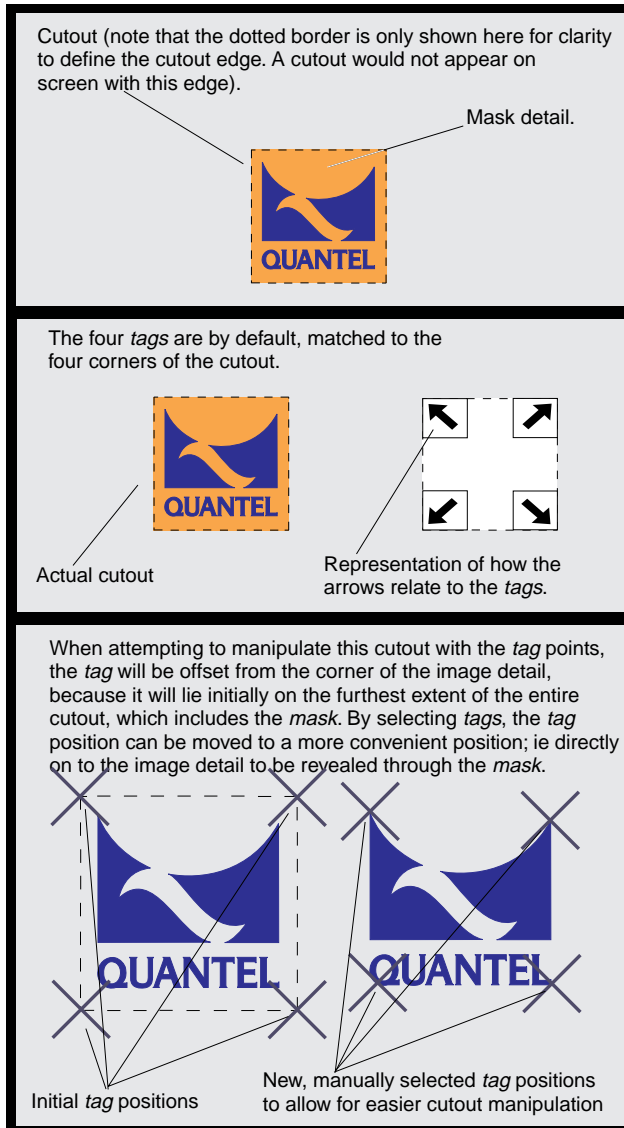 Cutout (note that the dotted border is only shown here for clarity
to define the cutout edge. A cutout would not appear on
screen with this edge).
Mask detail.
QUANTEL
The four tags are by default, matched to the
four corners of the cutout.
QUANTEL
Actual cutout
Representation of how the
arrows relate to the tags.
When attempting to manipulate this cutout with the tag points,
the tag will be offset from the corner of the image detail,
because it will lie initially on the furthest extent of the entire
cutout, which includes the mask. By selecting tags, the tag
position can be moved to a more convenient position; ie directly
on to the image detail to be revealed through the mask.
QUANTEL
QUANTEL
Initial tag positions
New, manually selected tag positions
to allow for easier cutout manipulation